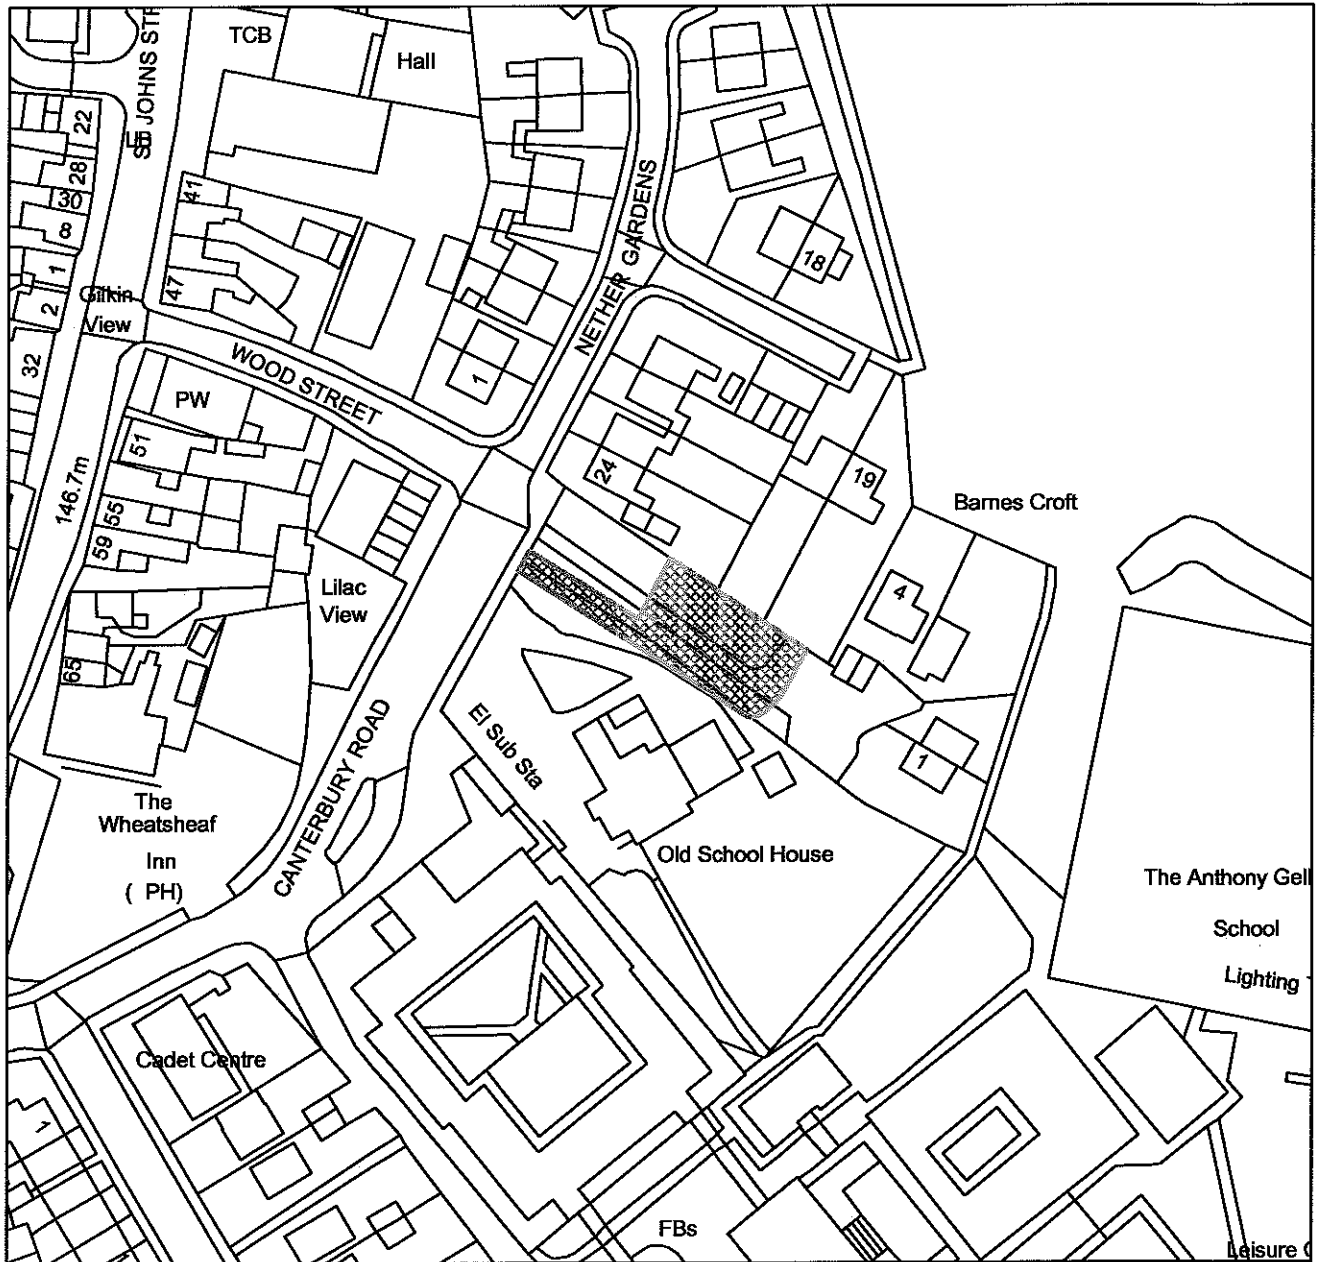 TCB
Hall
JOHNS STR
22
28
30
8
1
2
32
41
47
Gilkin
View
WOOD STREET
NETHER GARDENS
18
1
PW
51
55
59
65
146.7m
24
19
Barnes Croft
4
1
Lilac
View
CANTERBURY ROAD
El Sub Sta
The
Wheatsheaf
Inn
( PH)
Old School House
The Anthony Gell
School
Lighting
Cadet Centre
1
FBs
Leisure